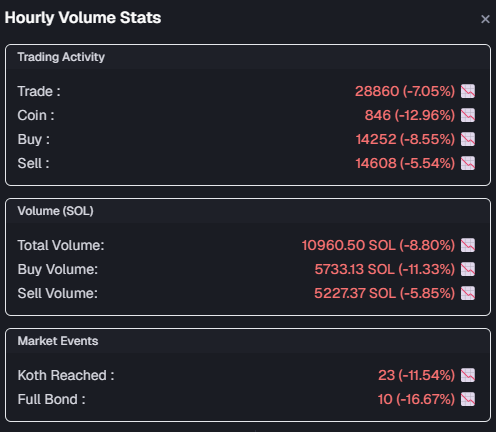 Hourly Volume Stats ×
Trading Activity
Trade : 28860 (-7.05%)
Coin : 846 (-12.96%)
Buy : 14252 (-8.55%)
Sell : 14608 (-5.54%)
Volume (SOL)
Total Volume: 10960.50 SOL (-8.80%)
Buy Volume: 5733.13 SOL (-11.33%)
Sell Volume: 5227.37 SOL (-5.85%)
Market Events
Koth Reached : 23 (-11.54%)
Full Bond : 10 (-16.67%)